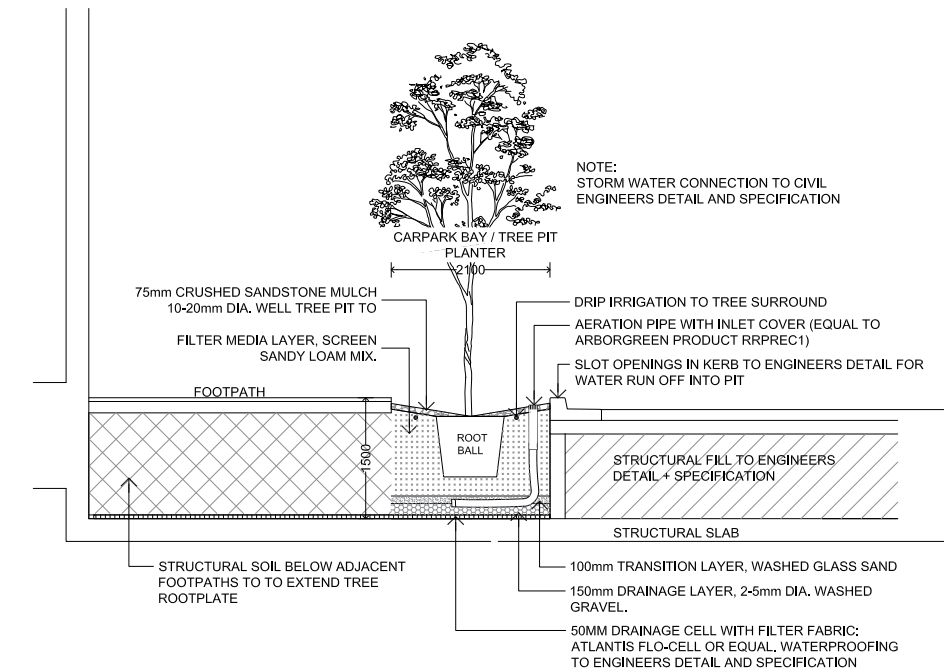 NOTE:
STORM WATER CONNECTION TO CIVIL
ENGINEERS DETAIL AND SPECIFICATION
CARPARK BAY / TREE PIT
PLANTER
2100
75mm CRUSHED SANDSTONE MULCH
10-20mm DIA. WELL TREE PIT TO
FILTER MEDIA LAYER, SCREEN
SANDY LOAM MIX.
DRIP IRRIGATION TO TREE SURROUND
AERATION PIPE WITH INLET COVER (EQUAL TO
ARBORGREEN PRODUCT RRPREC1)
SLOT OPENINGS IN KERB TO ENGINEERS DETAIL FOR
WATER RUN OFF INTO PIT
FOOTPATH
1500
ROOT
BALL
STRUCTURAL FILL TO ENGINEERS
DETAIL + SPECIFICATION
STRUCTURAL SLAB
STRUCTURAL SOIL BELOW ADJACENT
FOOTPATHS TO TO EXTEND TREE
ROOTPLATE
100mm TRANSITION LAYER, WASHED GLASS SAND
150mm DRAINAGE LAYER, 2-5mm DIA. WASHED
GRAVEL.
50MM DRAINAGE CELL WITH FILTER FABRIC:
ATLANTIS FLO-CELL OR EQUAL. WATERPROOFING
TO ENGINEERS DETAIL AND SPECIFICATION